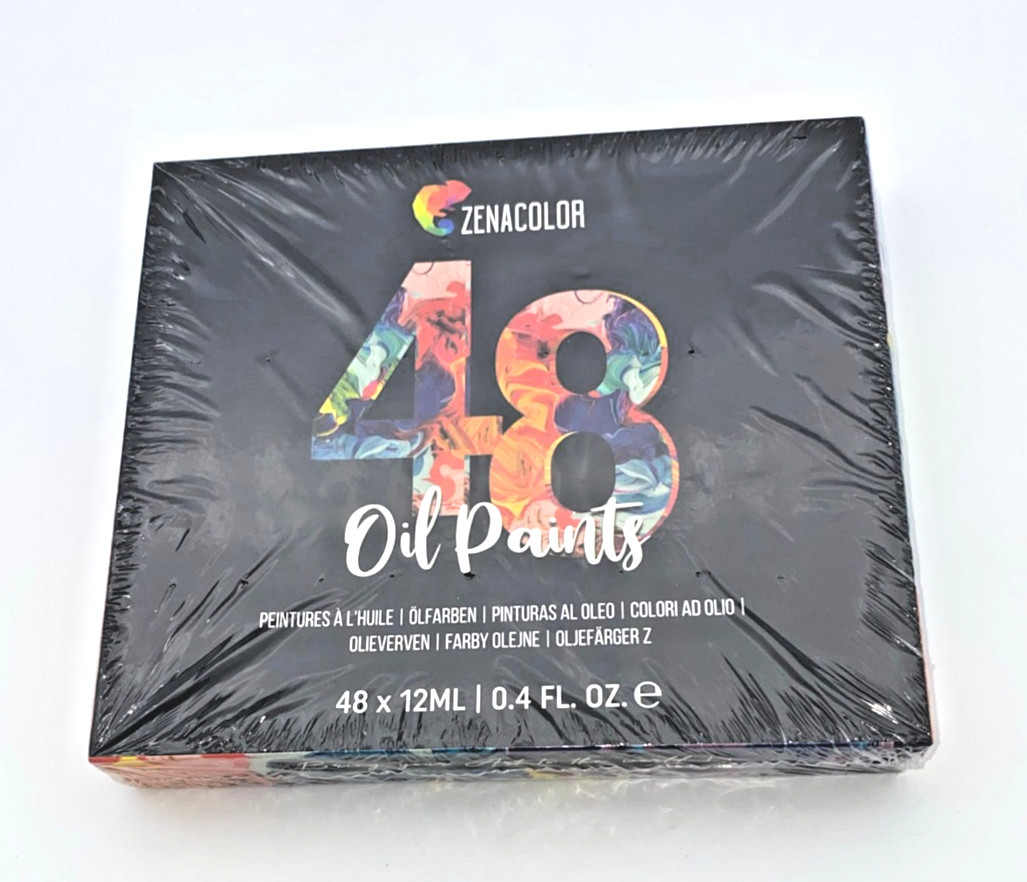 ZENACOLOR
48
Oil Paints
PEINTURES À L'HUILE | ÖLFARBEN | PINTURAS AL OLEO | COLORI AD OLIO |
OLIEVERVEN | FARBY OLEJNE | OLJEFÄRGER Z
48 x 12ML | 0.4 FL. OZ. ℮